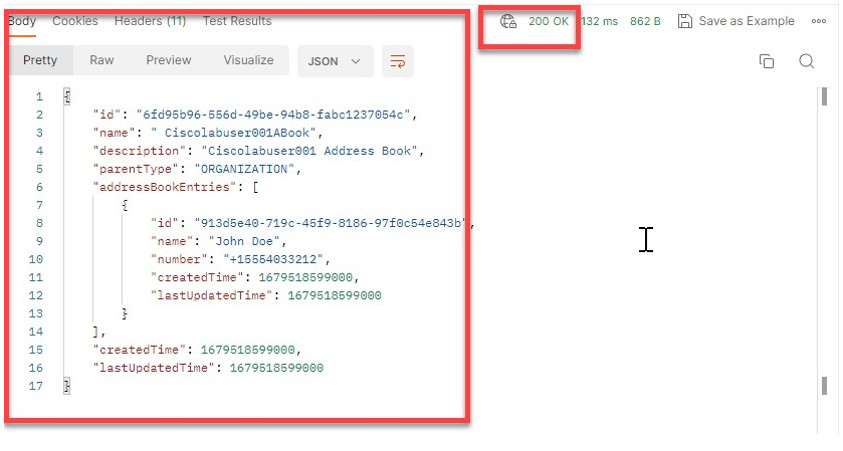 Body Cookies Headers (11) Test Results 200 OK 132 ms 862 B Save as Example
Pretty Raw Preview Visualize JSON
1 {
2 "id": "6fd95b96-556d-49be-94b8-fabc1237054c",
3 "name": " Ciscolabuser001ABook",
4 "description": "Ciscolabuser001 Address Book",
5 "parentType": "ORGANIZATION",
6 "addressBookEntries": [
7 {
8 "id": "913d5e40-719c-45f9-8186-97f0c54e843b",
9 "name": "John Doe",
10 "number": "+15554033212",
11 "createdTime": 1679518599000,
12 "lastUpdatedTime": 1679518599000
13 }
14 ],
15 "createdTime": 1679518599000,
16 "lastUpdatedTime": 1679518599000
17 }